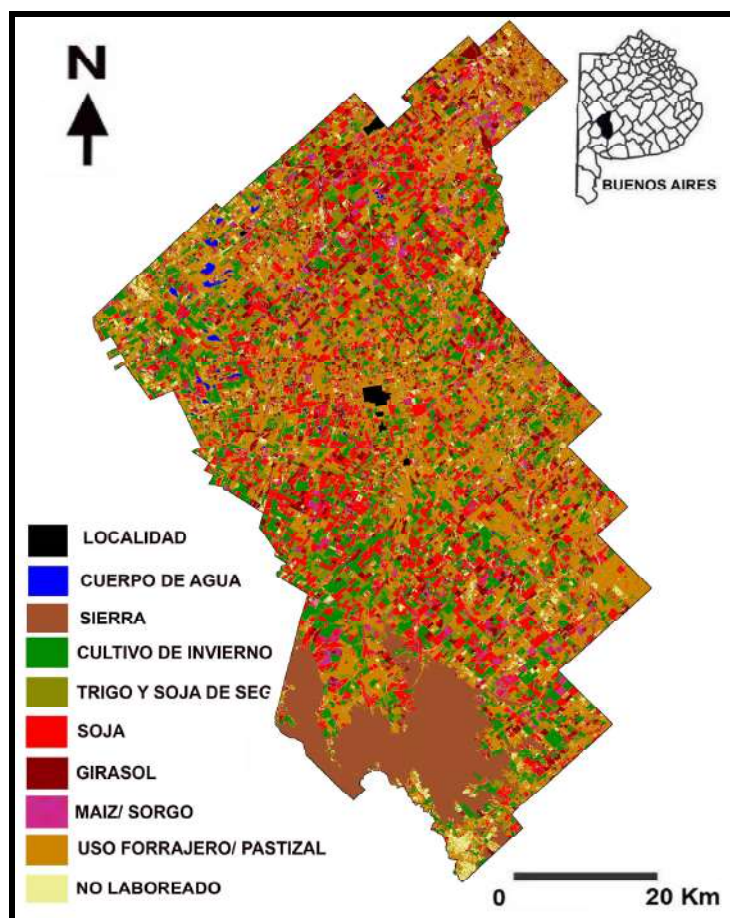 N
BUENOS AIRES
LOCALIDAD
CUERPO DE AGUA
SIERRA
CULTIVO DE INVIERNO
TRIGO Y SOJA DE SEG
SOJA
GIRASOL
MAIZ/ SORGO
USO FORRAJERO/ PASTIZAL
NO LABOREADO
0 20 Km